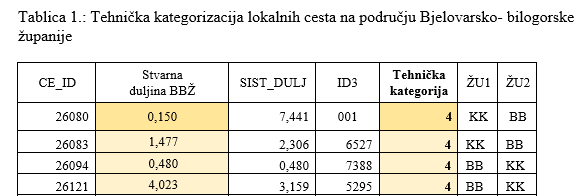 Tablica 1.: Tehnička kategorizacija lokalnih cesta na području Bjelovarsko- bilogorske
županije
CE_ID Stvarna duljina BBŽ SIST_DULJ ID3 Tehnička kategorija ŽU1 ŽU2
26080 0,150 7,441 001 4 KK BB
26083 1,477 2,306 6527 4 KK BB
26094 0,480 0,480 7388 4 BB KK
26121 4,023 3,159 5295 4 BB KK